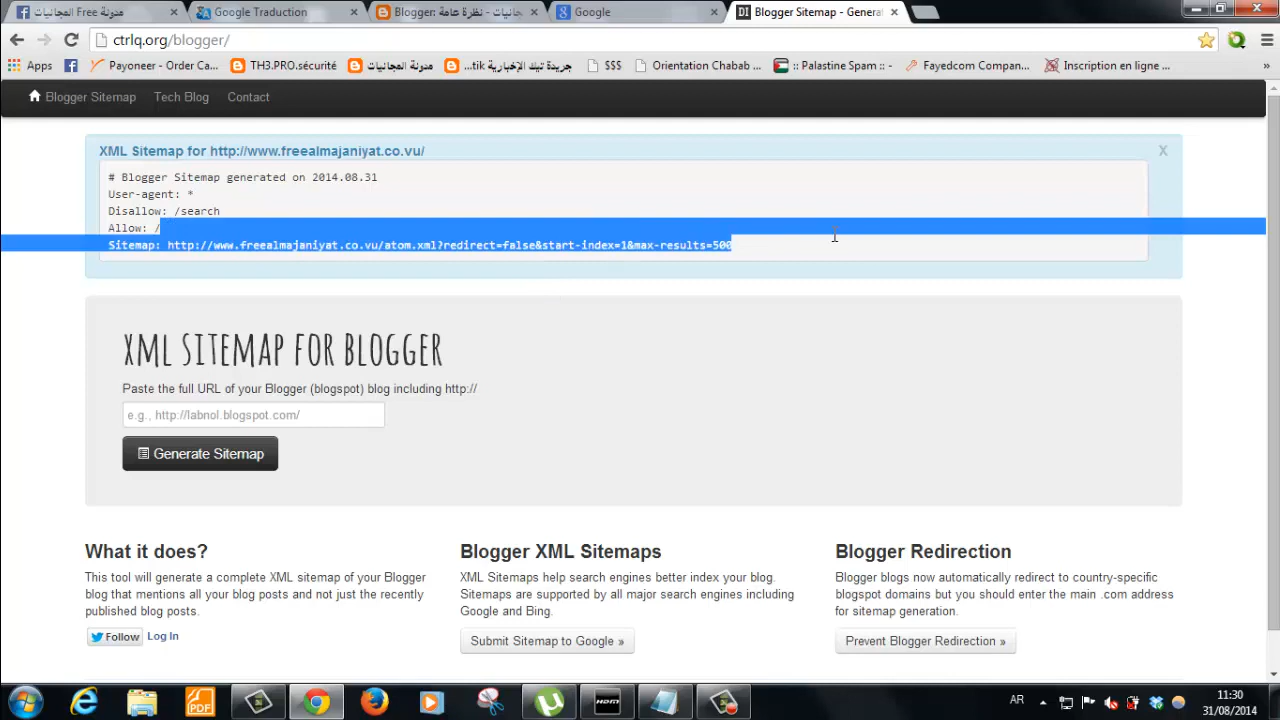 مدونة المجانيات Free
Google Traduction
Blogger: مجانيات - نظرة عامة
Google
Blogger Sitemap - General
ctrlq.org/blogger/
Apps
Payoneer - Order Ca...
TH3.PRO.sécurité
مدونة المجانيات
جريدة تيك الإخبارية tik...
$$$
Orientation Chabab ...
:: Palastine Spam :: -
Fayedcom Compan...
Inscription en ligne ...
»
Blogger Sitemap
Tech Blog
Contact
XML Sitemap for http://www.freealmajaniyat.co.vu/
X
# Blogger Sitemap generated on 2014.08.31
User-agent: *
Disallow: /search
Allow: /
Sitemap: http://www.freealmajaniyat.co.vu/atom.xml?redirect=false&start-index=1&max-results=500
XML SITEMAP FOR BLOGGER
Paste the full URL of your Blogger (blogspot) blog including http://
e.g., http://labnol.blogspot.com/
Generate Sitemap
What it does?
This tool will generate a complete XML sitemap of your Blogger
blog that mentions all your blog posts and not just the recently
published blog posts.
Follow Log In
Blogger XML Sitemaps
XML Sitemaps help search engines better index your blog.
Sitemaps are supported by all major search engines including
Google and Bing.
Submit Sitemap to Google »
Blogger Redirection
Blogger blogs now automatically redirect to country-specific
blogspot domains but you should enter the main .com address
for sitemap generation.
Prevent Blogger Redirection »
PDF
HDM
AR
11:30
31/08/2014